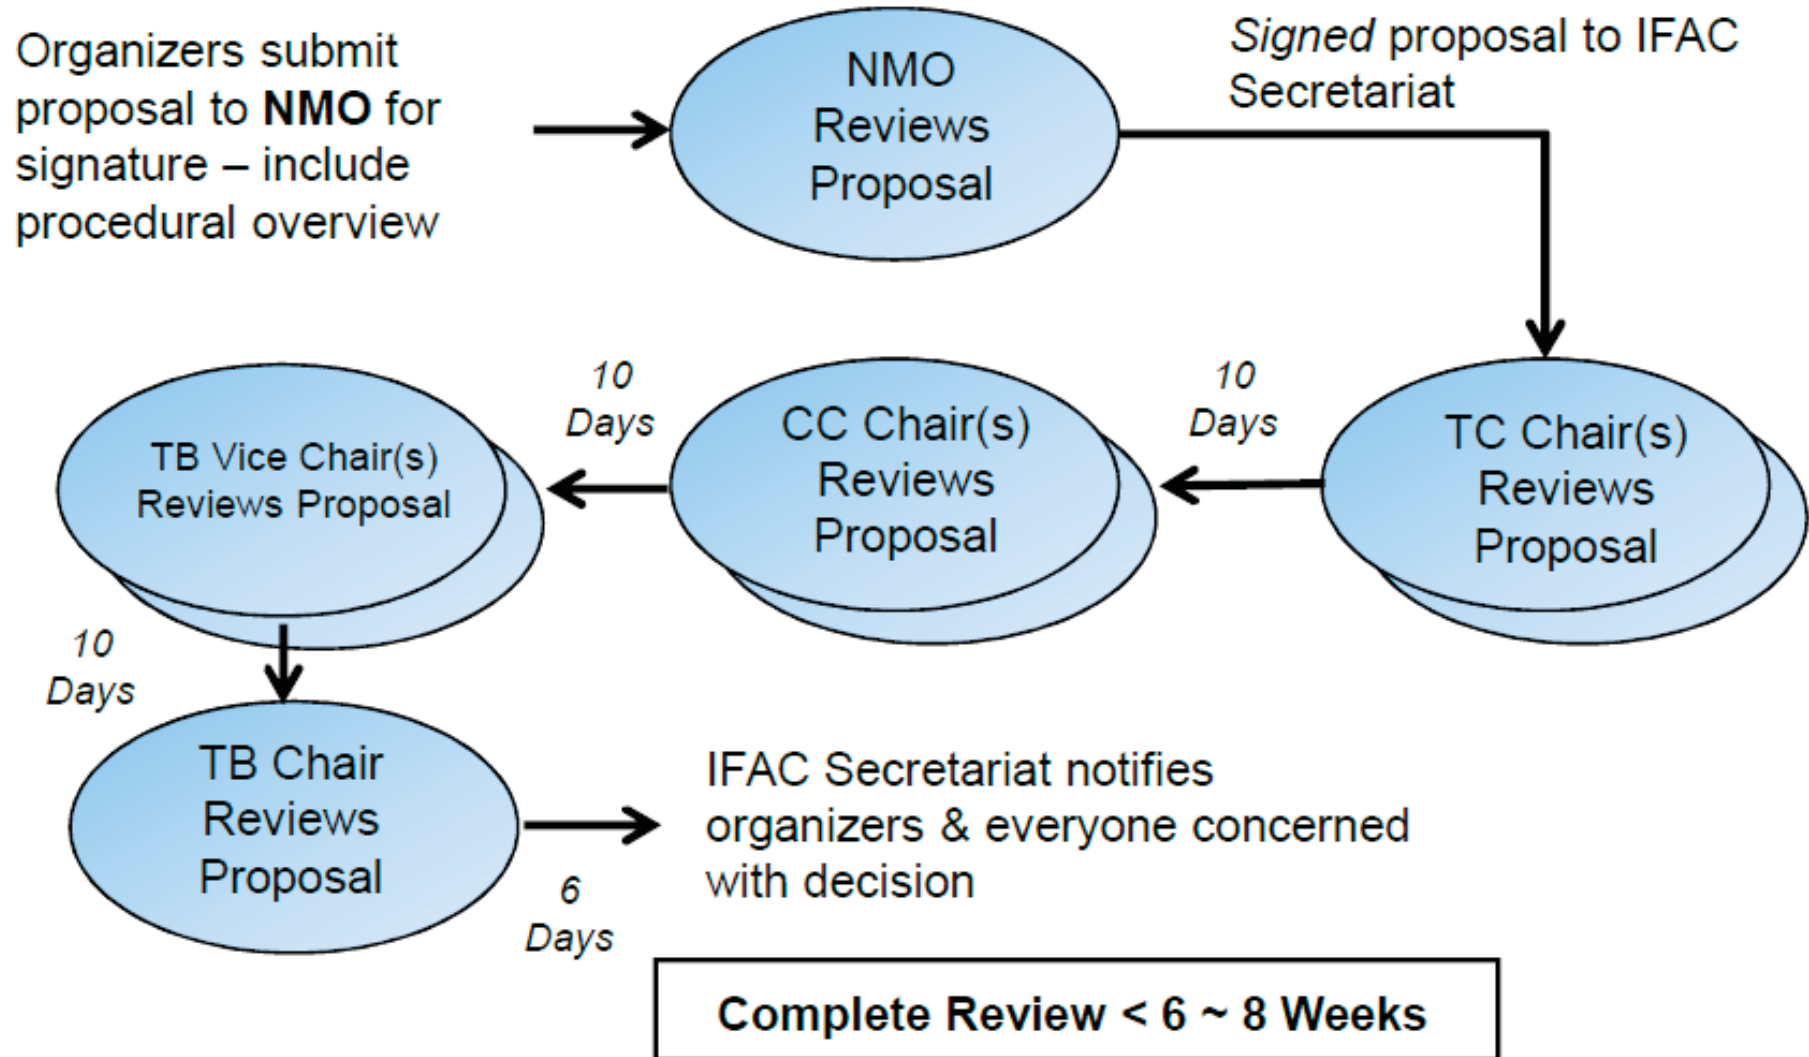 Organizers submit
proposal to NMO for
signature – include
procedural overview
NMO
Reviews
Proposal
Signed proposal to IFAC
Secretariat
TC Chair(s)
Reviews
Proposal
10
Days
CC Chair(s)
Reviews
Proposal
10
Days
TB Vice Chair(s)
Reviews Proposal
10
Days
TB Chair
Reviews
Proposal
6
Days
IFAC Secretariat notifies
organizers & everyone concerned
with decision
Complete Review < 6 ~ 8 Weeks